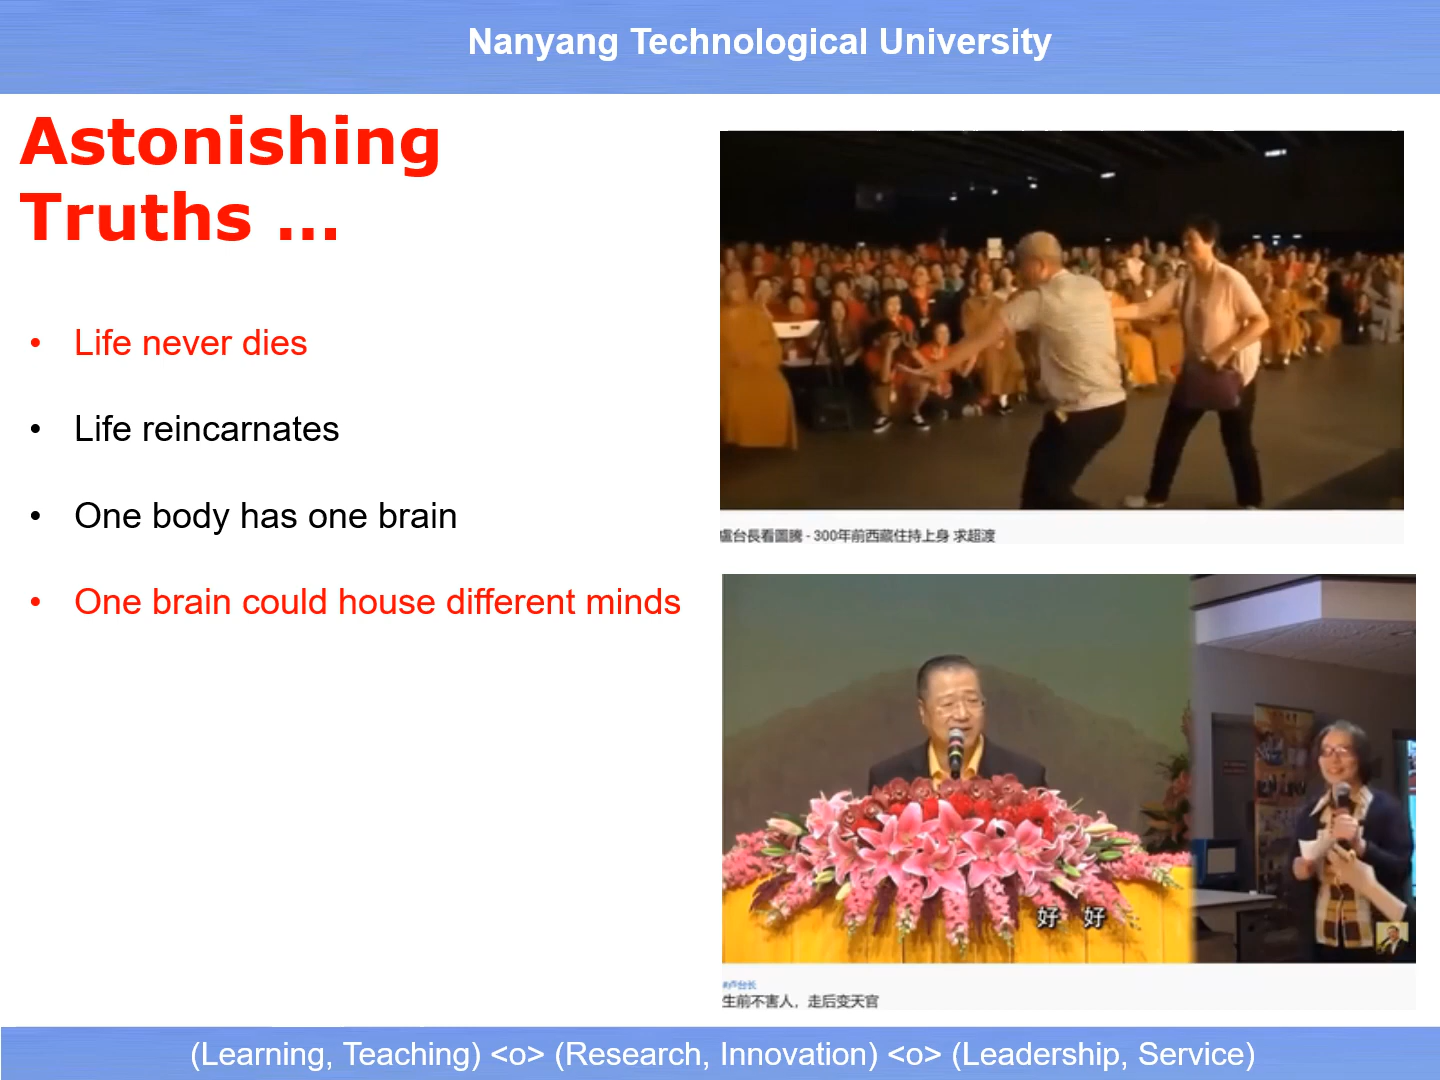 Nanyang Technological University
Astonishing
Truths ...
• Life never dies
• Life reincarnates
• One body has one brain
• One brain could house different minds
盧台長看圖騰 - 300年前西藏住持上身 求超渡
好 好
卢台长
生前不害人，走后变天官
(Learning, Teaching) <o> (Research, Innovation) <o> (Leadership, Service)